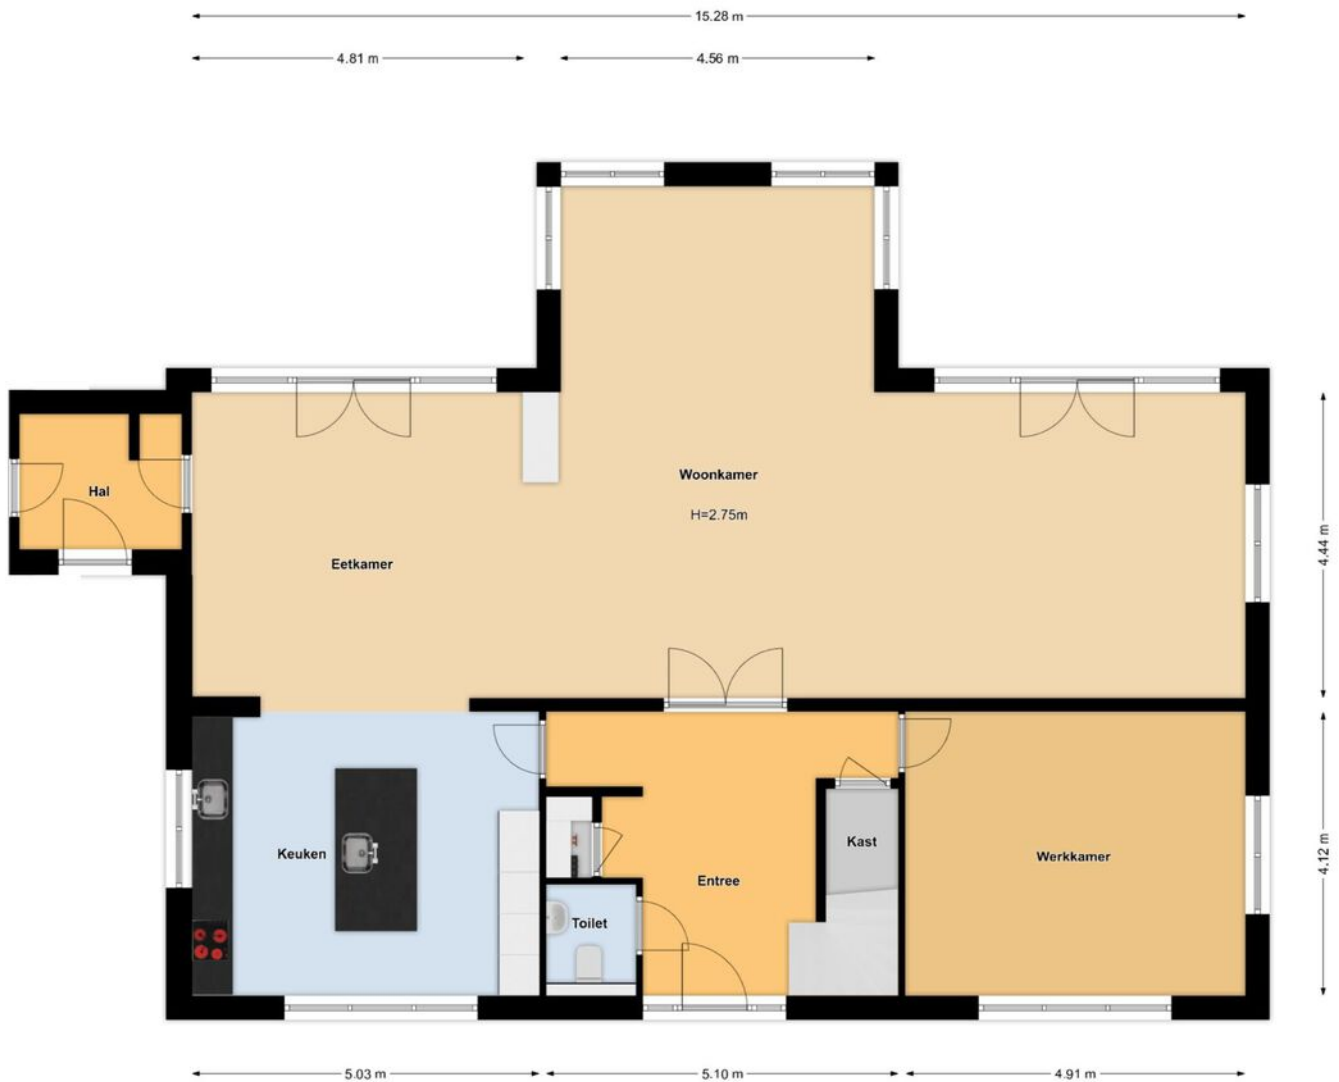 15.28 m
4.81 m
4.56 m
Woonkamer
H=2.75m
Hal
Eetkamer
4.44 m
Keuken
Kast
Werkkamer
4.12 m
Entree
Toilet
5.03 m
5.10 m
4.91 m